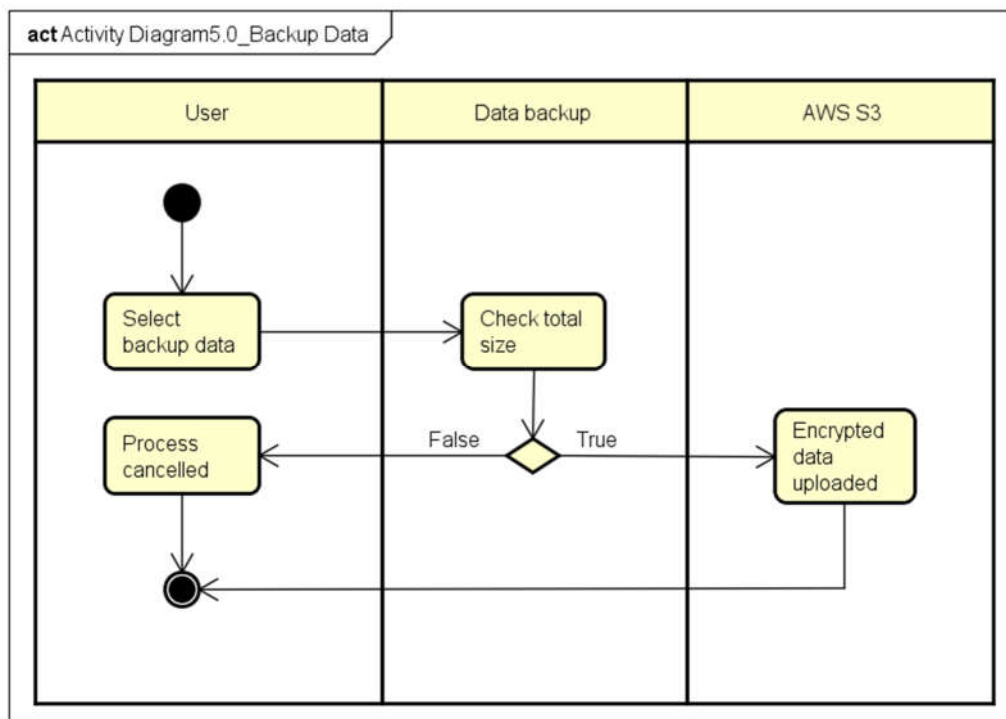 act Activity Diagram5.0_Backup Data
User
Data backup
AWS S3
Select
backup data
Check total
size
Process
cancelled
False
True
Encrypted
data
uploaded